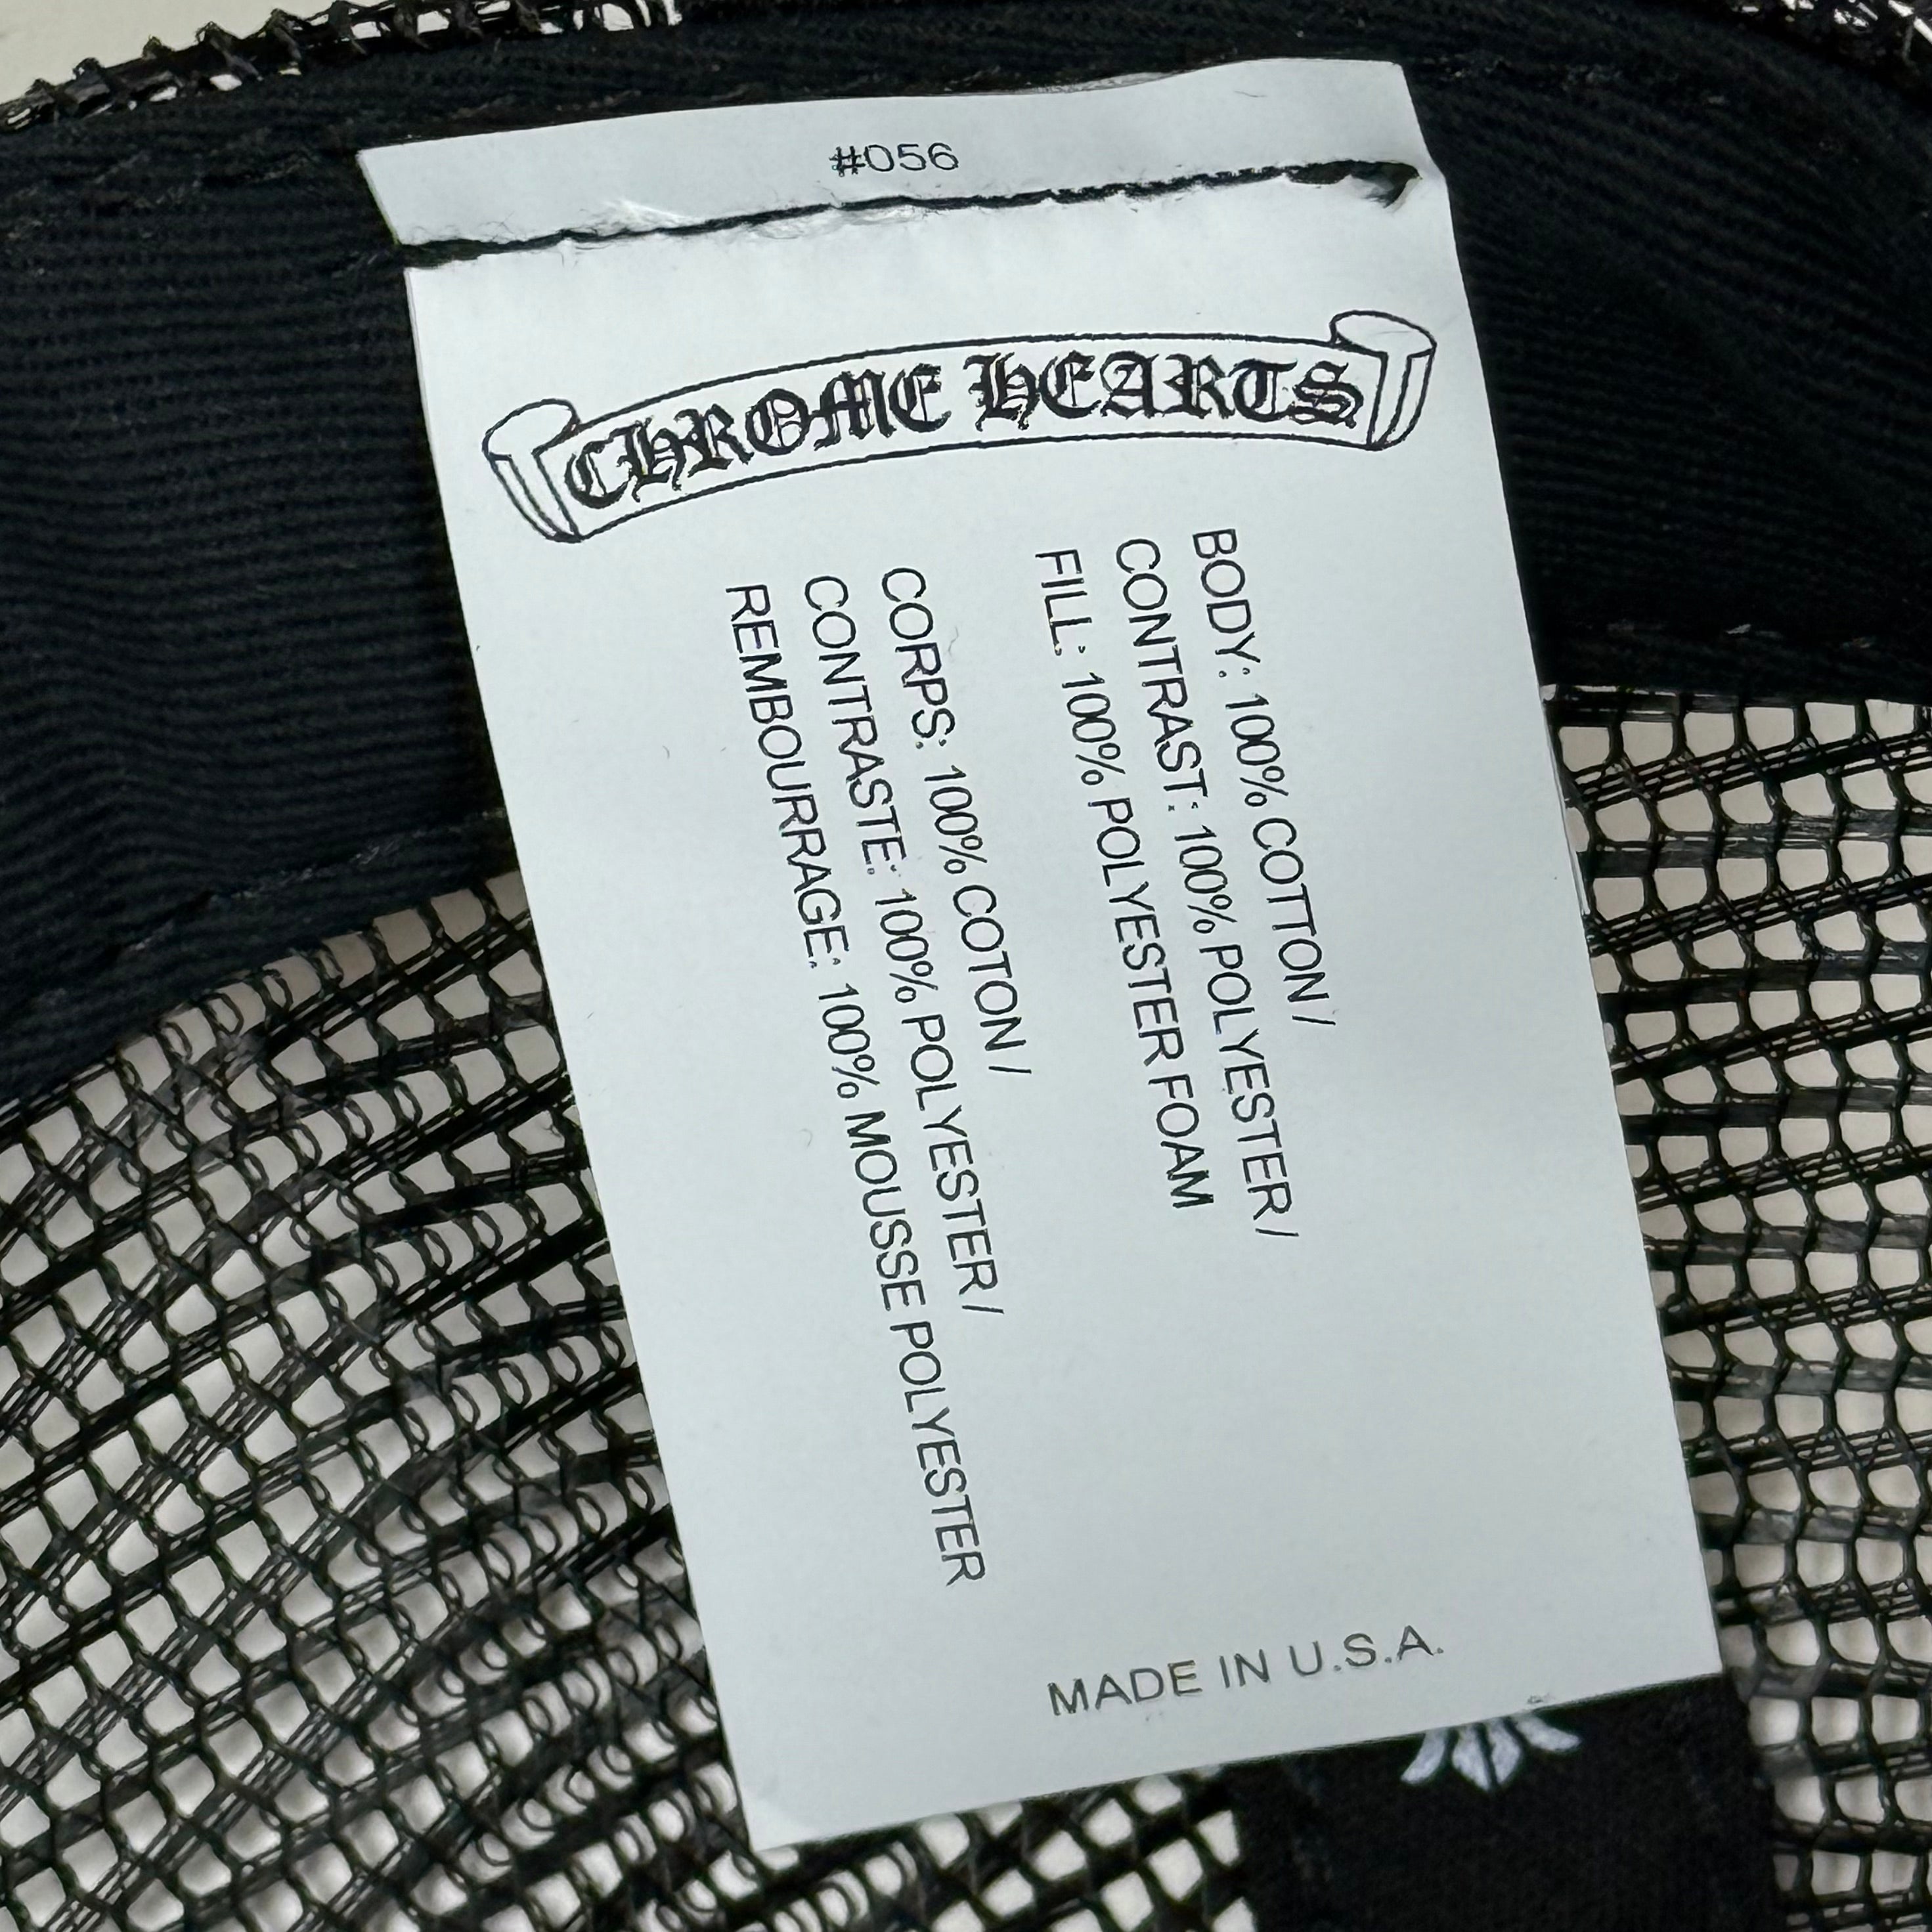 #056
CHROME HEARTS
BODY: 100% COTTON /
CONTRAST: 100% POLYESTER /
FILL: 100% POLYESTER FOAM
CORPS: 100% COTON /
CONTRASTE: 100% POLYESTER /
REMBOURRAGE: 100% MOUSSE POLYESTER
MADE IN U.S.A.